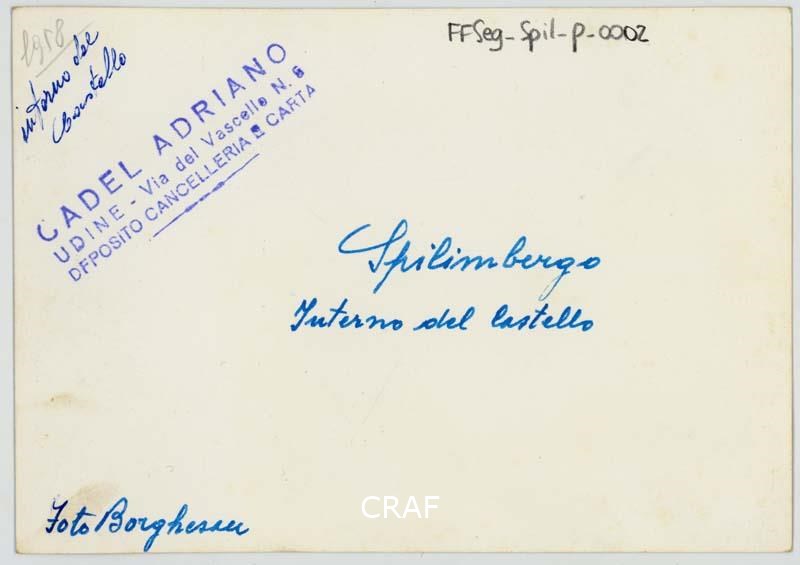 1958
interno del
Castello
FFSeg-Spil-p-0002
CADEL ADRIANO
UDINE - Via del Vascello N. 6
DEPOSITO CANCELLERIA E CARTA
Spilimbergo
Interno del Castello
Foto Borghesan
CRAF